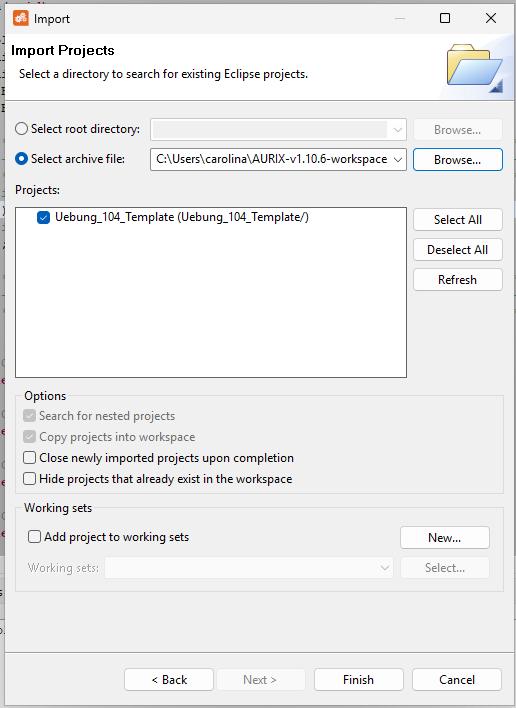 Import
Import Projects
Select a directory to search for existing Eclipse projects.
Select root directory:
Browse...
Select archive file:
C:\Users\carolina\AURIX-v1.10.6-workspace
Browse...
Projects:
Uebung_104_Template (Uebung_104_Template/)
Select All
Deselect All
Refresh
Options
Search for nested projects
Copy projects into workspace
Close newly imported projects upon completion
Hide projects that already exist in the workspace
Working sets
Add project to working sets
New...
Working sets:
Select...
< Back
Next >
Finish
Cancel